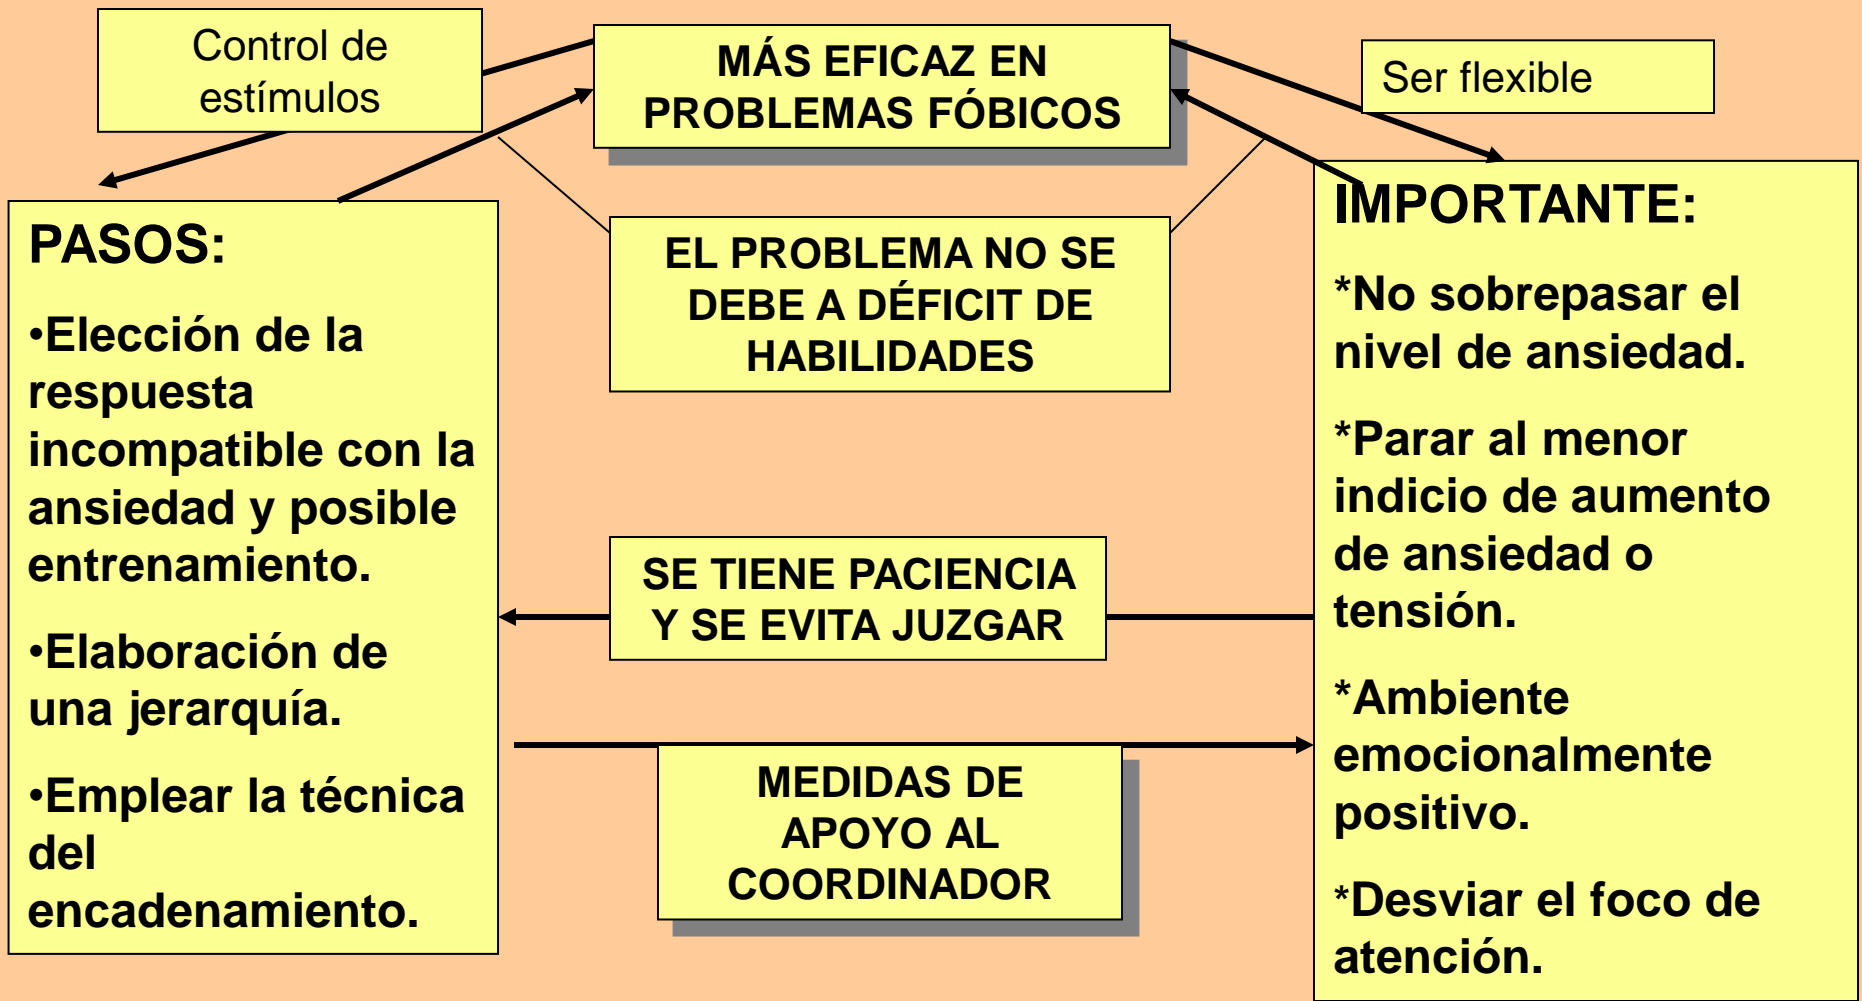 Control de
estímulos
MÁS EFICAZ EN
PROBLEMAS FÓBICOS
Ser flexible
PASOS:
•Elección de la
respuesta
incompatible con la
ansiedad y posible
entrenamiento.
•Elaboración de
una jerarquía.
•Emplear la técnica
del
encadenamiento.
EL PROBLEMA NO SE
DEBE A DÉFICIT DE
HABILIDADES
SE TIENE PACIENCIA
Y SE EVITA JUZGAR
MEDIDAS DE
APOYO AL
COORDINADOR
IMPORTANTE:
*No sobrepasar el
nivel de ansiedad.
*Parar al menor
indicio de aumento
de ansiedad o
tensión.
*Ambiente
emocionalmente
positivo.
*Desviar el foco de
atención.